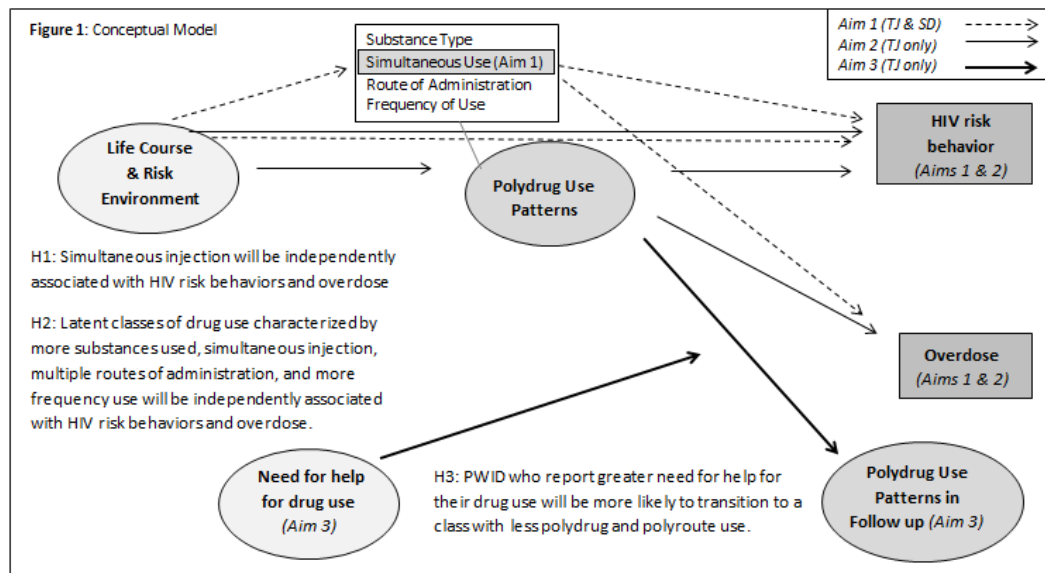 Figure 1: Conceptual Model
Substance Type
Simultaneous Use (Aim 1)
Route of Administration
Frequency of Use
Aim 1 (TJ & SD)
Aim 2 (TJ only)
Aim 3 (TJ only)
Life Course
& Risk
Environment
Polydrug Use
Patterns
HIV risk
behavior
(Aims 1 & 2)
H1: Simultaneous injection will be independently
associated with HIV risk behaviors and overdose
H2: Latent classes of drug use characterized by
more substances used, simultaneous injection,
multiple routes of administration, and more
frequency use will be independently associated
with HIV risk behaviors and overdose.
Overdose
(Aims 1 & 2)
Need for help
for drug use
(Aim 3)
H3: PWID who report greater need for help for
their drug use will be more likely to transition to a
class with less polydrug and polyroute use.
Polydrug Use
Patterns in
Follow up (Aim 3)